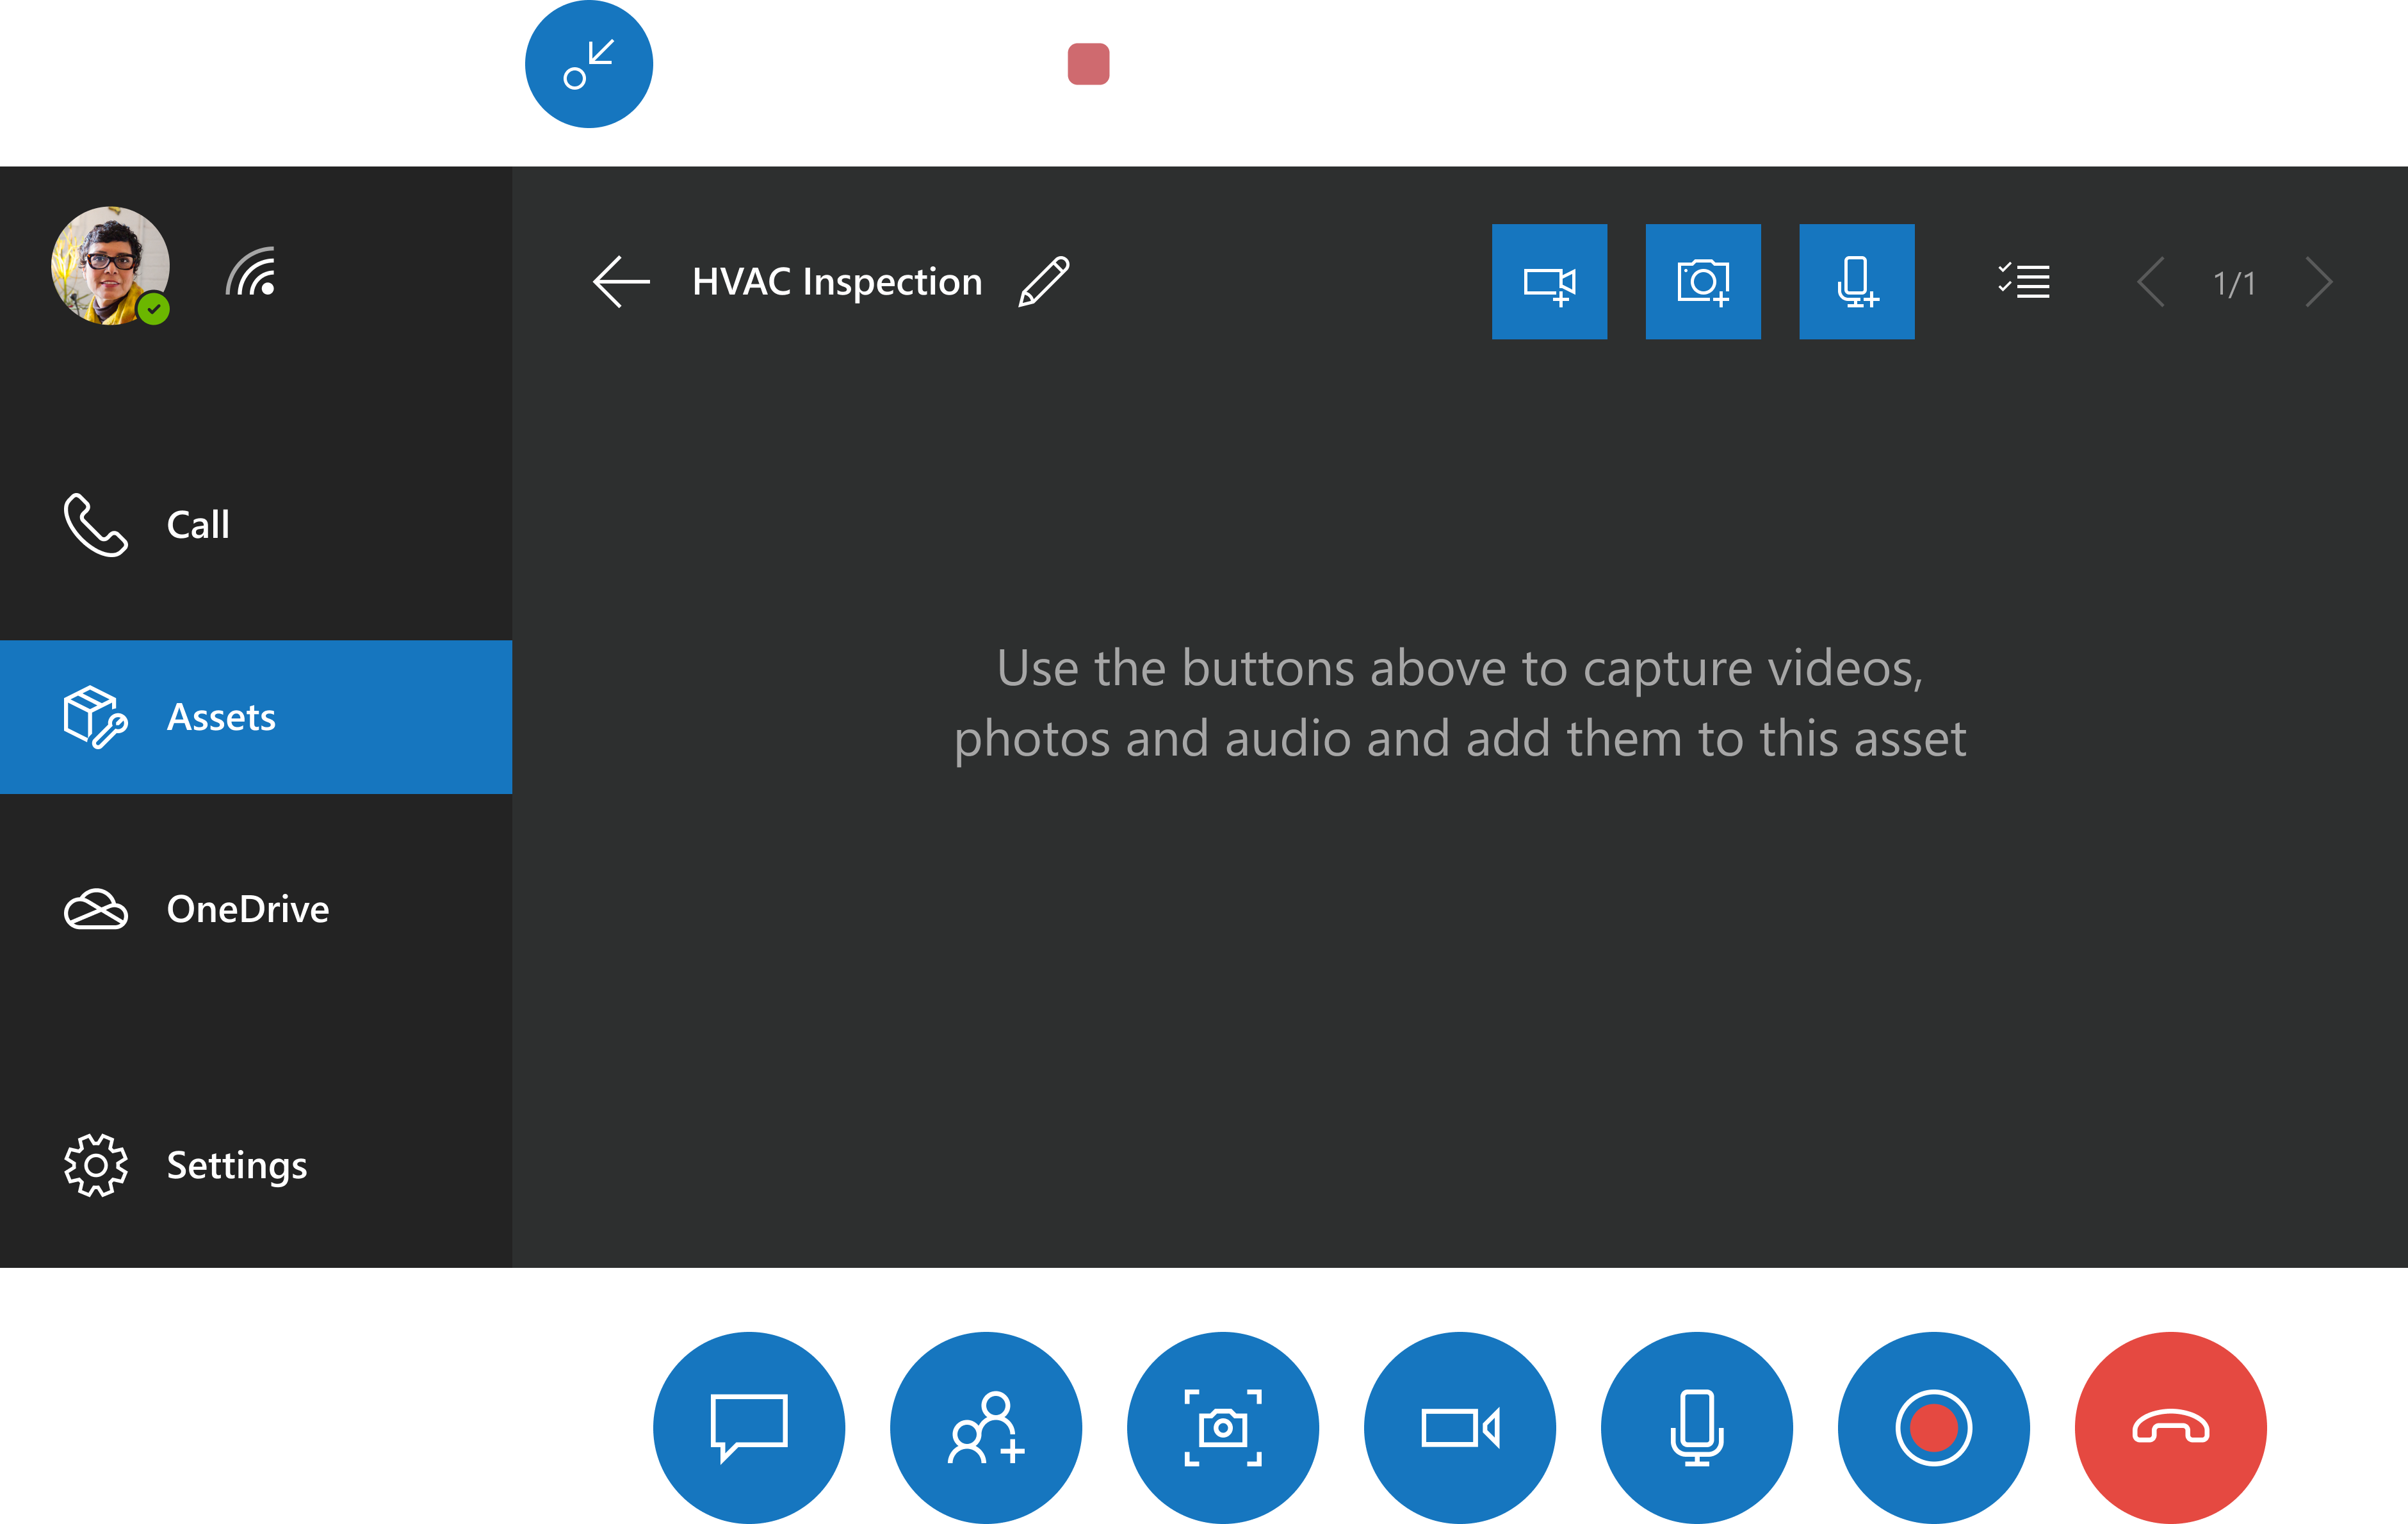 HVAC Inspection
1/1
Call
Assets
OneDrive
Settings
Use the buttons above to capture videos,
photos and audio and add them to this asset